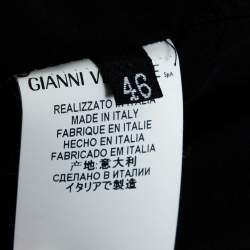 GIANNI V E SpA
46
REALIZZATO IN ITALIA
MADE IN ITALY
FABRIQUE EN ITALIE
HECHO EN ITALIA
FABRICADO EM ITALIA
产地:意大利
СДЕЛАНО В ИТАЛИИ
イタリアで製造